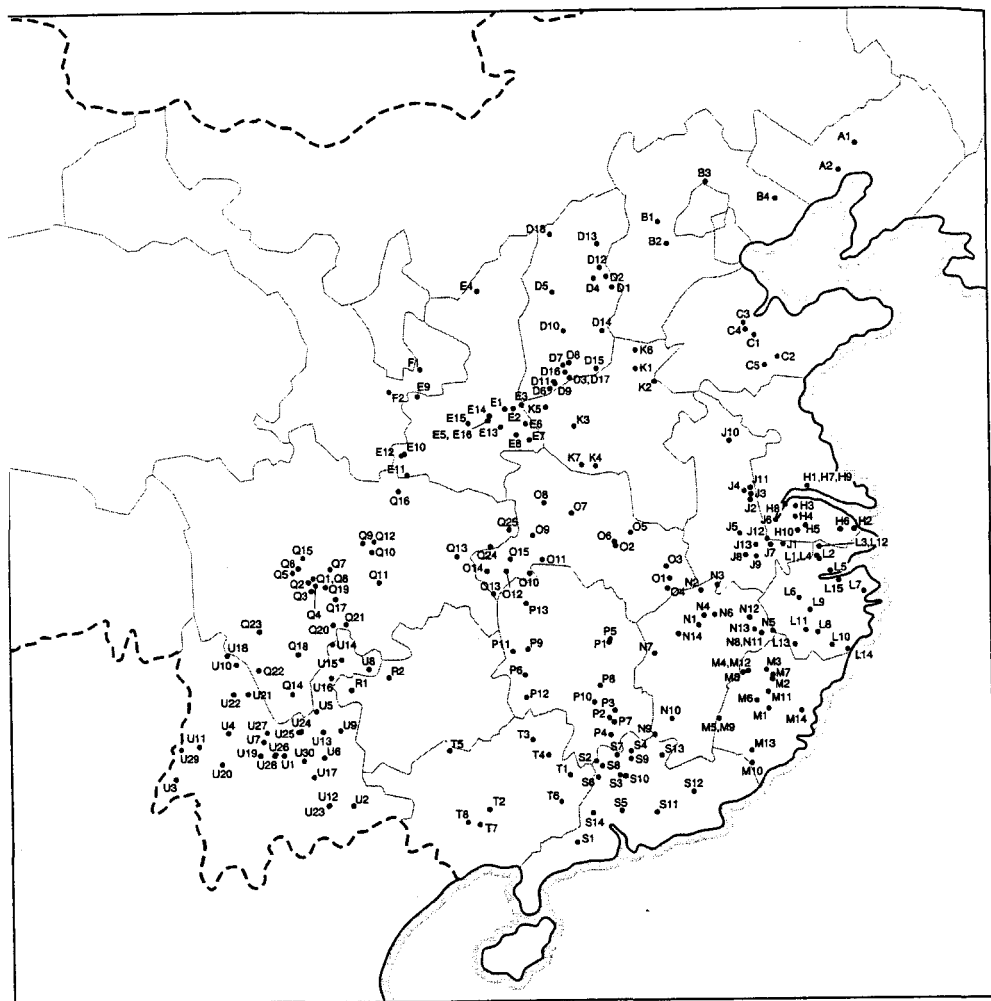 A1
A2
B3
B4
B1
B2
D18
D13
D12
D2
D4
D1
E4
D5
D10
D14
C3
C4
C1
C2
C5
K6
K1
K2
D7
D8
D16
D15
D11
D3, D17
D6
D9
F1
E9
F2
E1
E3
E14
E2
K5
K3
E15
E6
E5, E16
E13
E7
E8
E12
E10
E11
K7
K4
J10
Q16
J11
J4
J3
J2
H1, H7, H9
H8
H3
J6
H4
H6
H2
H10
H5
O8
O7
Q25
O9
O5
O6
O2
J5
J12
J13
J7
J1
L3, L12
J8
J9
L1, L4
L2
L5
L15
L7
Q9
Q12
Q10
Q15
Q6
Q5
Q7
Q11
Q2
Q1, Q8
Q3
Q19
Q4
Q17
Q13
Q24
O14
O15
O11
O12
O10
O13
P13
O3
O1
O4
N2
N3
L6
L9
N4
N6
N12
N1
N5
L11
L8
N14
N13
N8, N11
L13
L10
L14
Q23
Q20
Q21
U14
U18
U10
Q18
U15
U8
Q22
Q14
U16
R1
R2
P11
P9
P5
P1
N7
P6
P8
P12
P10
P3
P2
P7
P4
N9
N10
M4, M12
M8
M3
M7
M2
M6
M11
M1
M14
M5, M9
M13
M10
U22
U21
U5
U4
U27
U24
U25
U13
U9
U7
U11
U29
U19
U26
U28
U1
U30
U6
U20
U17
U3
U12
U23
U2
T5
T3
T4
T1
T2
T6
T8
T7
S7
S4
S2
S9
S8
S13
S6
S3
S10
S12
S5
S11
S14
S1